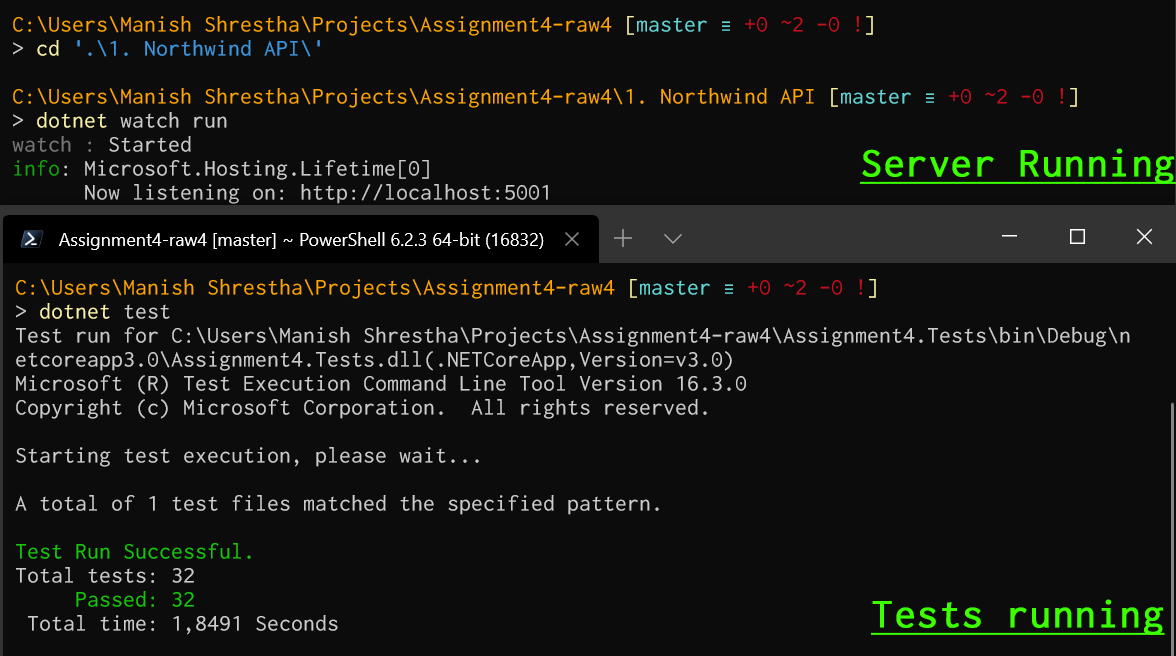 C:\Users\Manish Shrestha\Projects\Assignment4-raw4 [master ≡ +0 ~2 -0 !]
> cd '.\1. Northwind API\'
C:\Users\Manish Shrestha\Projects\Assignment4-raw4\1. Northwind API [master ≡ +0 ~2 -0 !]
> dotnet watch run
watch : Started
info: Microsoft.Hosting.Lifetime[0]
Now listening on: http://localhost:5001
Server Running
Assignment4-raw4 [master] ~ PowerShell 6.2.3 64-bit (16832)
C:\Users\Manish Shrestha\Projects\Assignment4-raw4 [master ≡ +0 ~2 -0 !]
> dotnet test
Test run for C:\Users\Manish Shrestha\Projects\Assignment4-raw4\Assignment4.Tests\bin\Debug\n
etcoreapp3.0\Assignment4.Tests.dll(.NETCoreApp,Version=v3.0)
Microsoft (R) Test Execution Command Line Tool Version 16.3.0
Copyright (c) Microsoft Corporation.  All rights reserved.
Starting test execution, please wait...
A total of 1 test files matched the specified pattern.
Test Run Successful.
Total tests: 32
Passed: 32
Total time: 1,8491 Seconds
Tests running